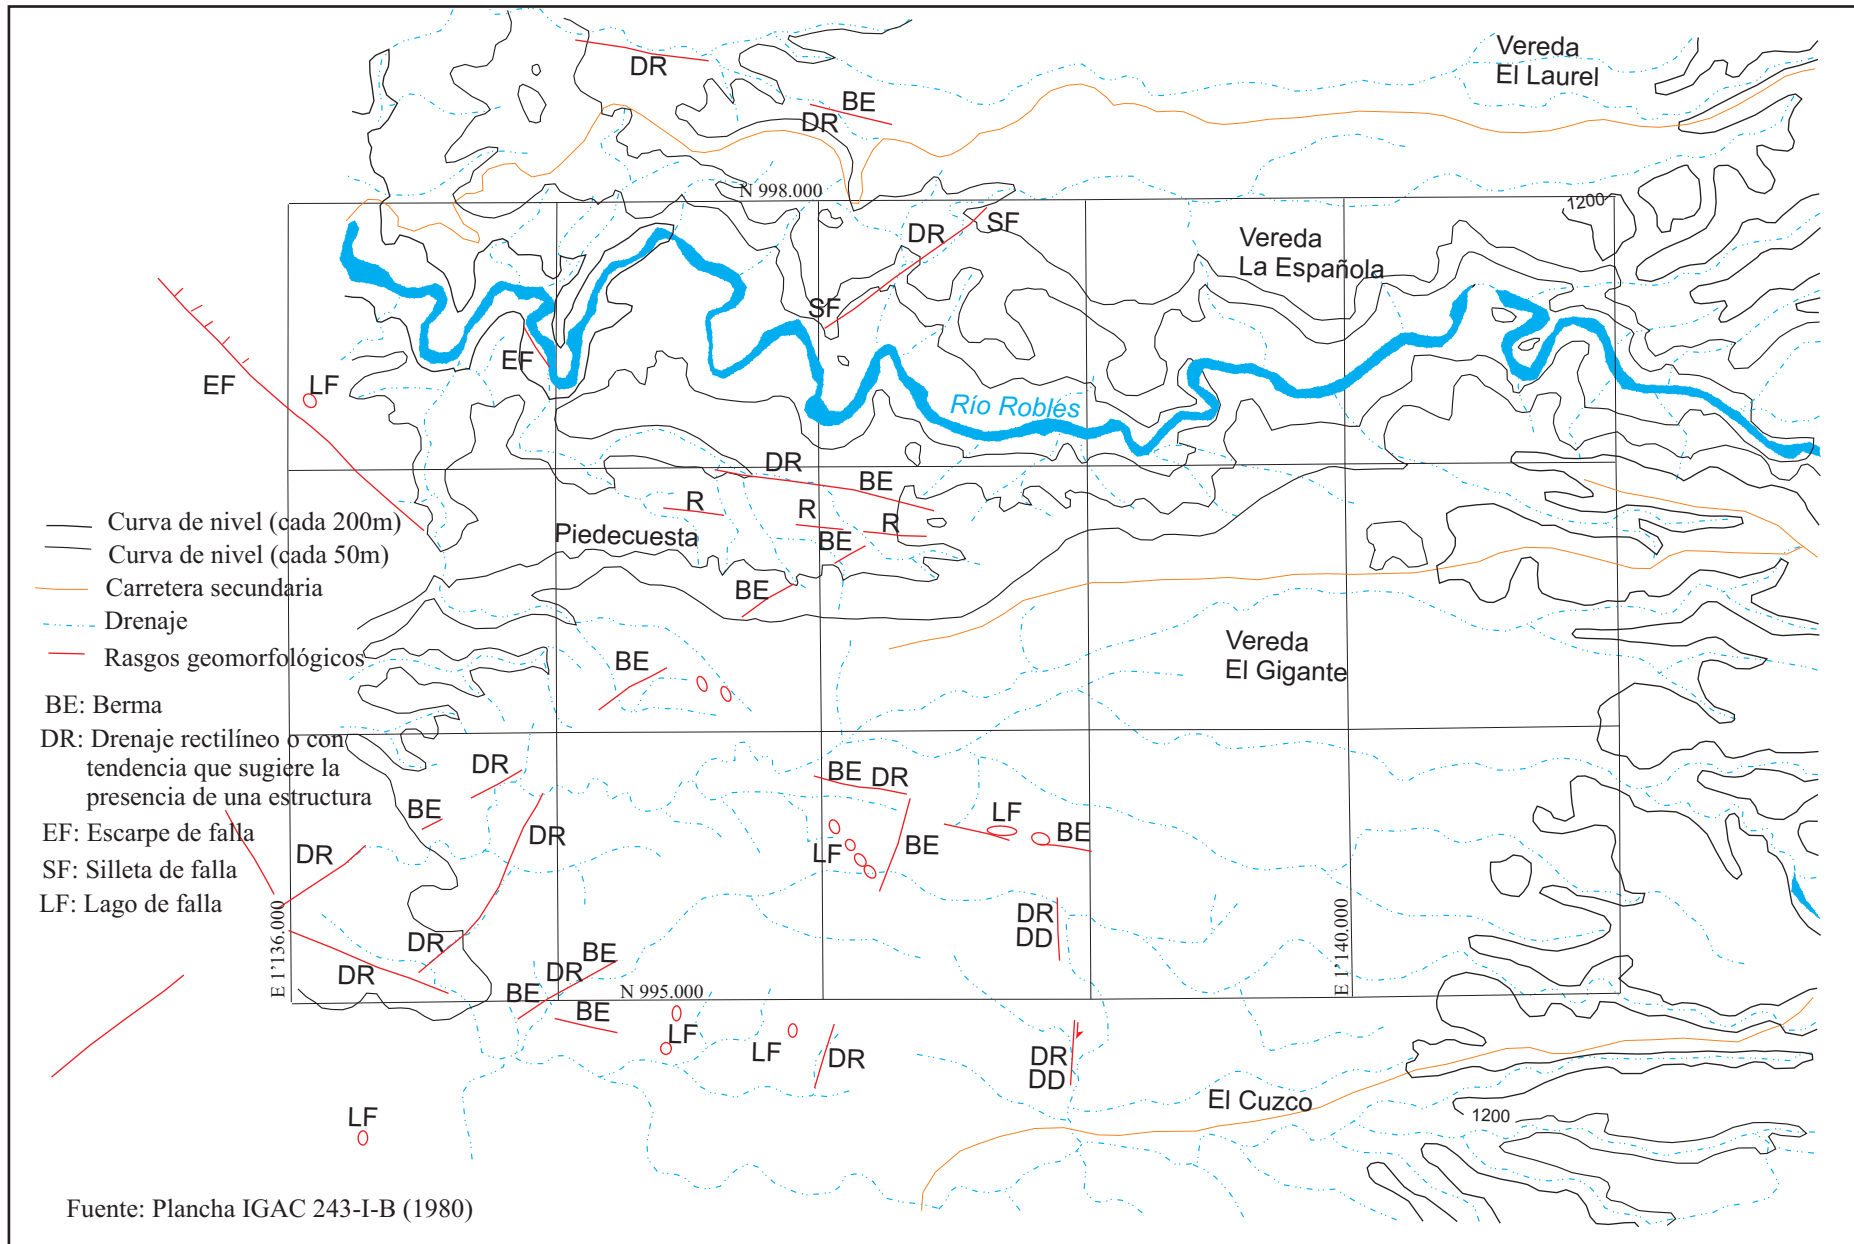 DR
Vereda
El Laurel
BE
DR
N 998.000
1200
DR
SF
Vereda
La Española
SF
EF
EF
LF
Río Robles
DR
BE
R
R
R
Piedecuesta
BE
BE
Curva de nivel (cada 200m)
Curva de nivel (cada 50m)
Carretera secundaria
Drenaje
Rasgos geomorfológicos
BE
Vereda
El Gigante
BE: Berma
DR: Drenaje rectilíneo o con
tendencia que sugiere la
presencia de una estructura
EF: Escarpe de falla
SF: Silleta de falla
LF: Lago de falla
DR
BE
DR
DR
BE
DR
LF
BE
LF
BE
DR
DD
DR
DR
E 1'136.000
E 1'140.000
BE
DR
BE
BE
N 995.000
LF
LF
DR
DR
DD
El Cuzco
1200
LF
Fuente: Plancha IGAC 243-I-B (1980)